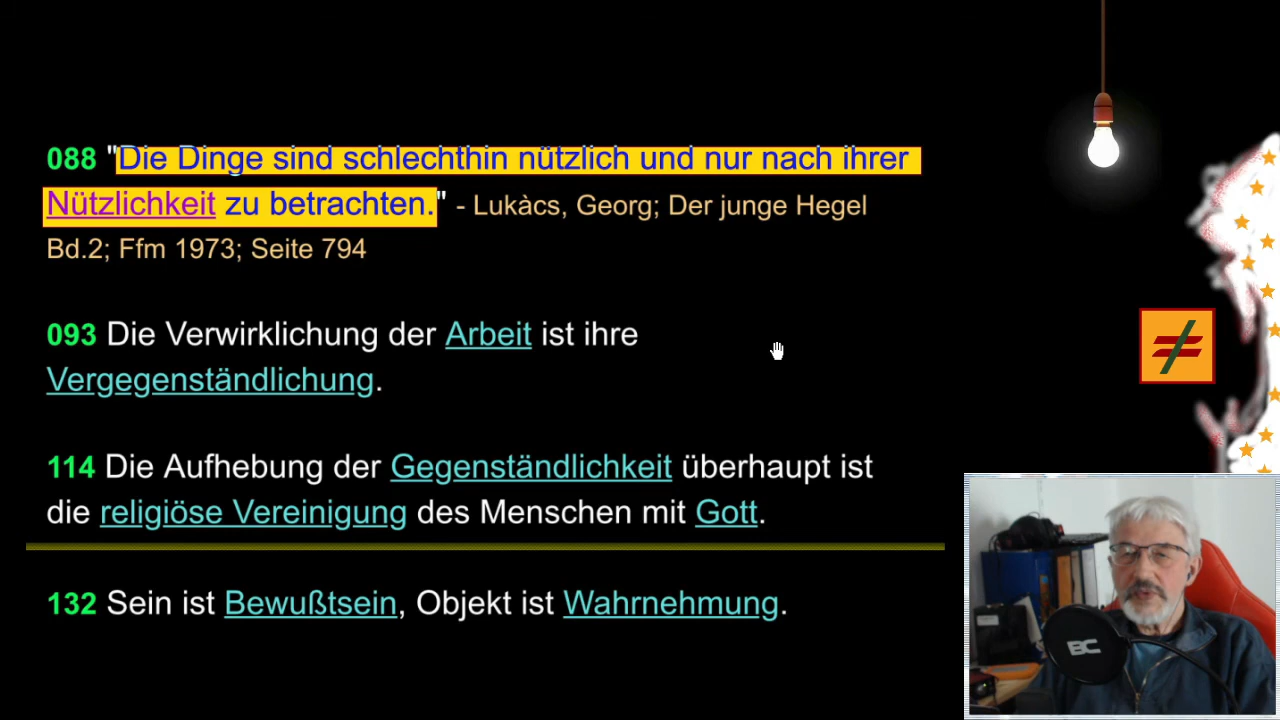 088 "Die Dinge sind schlechthin nützlich und nur nach ihrer
Nützlichkeit zu betrachten." - Lukàcs, Georg; Der junge Hegel
Bd.2; Ffm 1973; Seite 794
093 Die Verwirklichung der Arbeit ist ihre
Vergegenständlichung.
114 Die Aufhebung der Gegenständlichkeit überhaupt ist
die religiöse Vereinigung des Menschen mit Gott.
132 Sein ist Bewußtsein, Objekt ist Wahrnehmung.
≠
BC